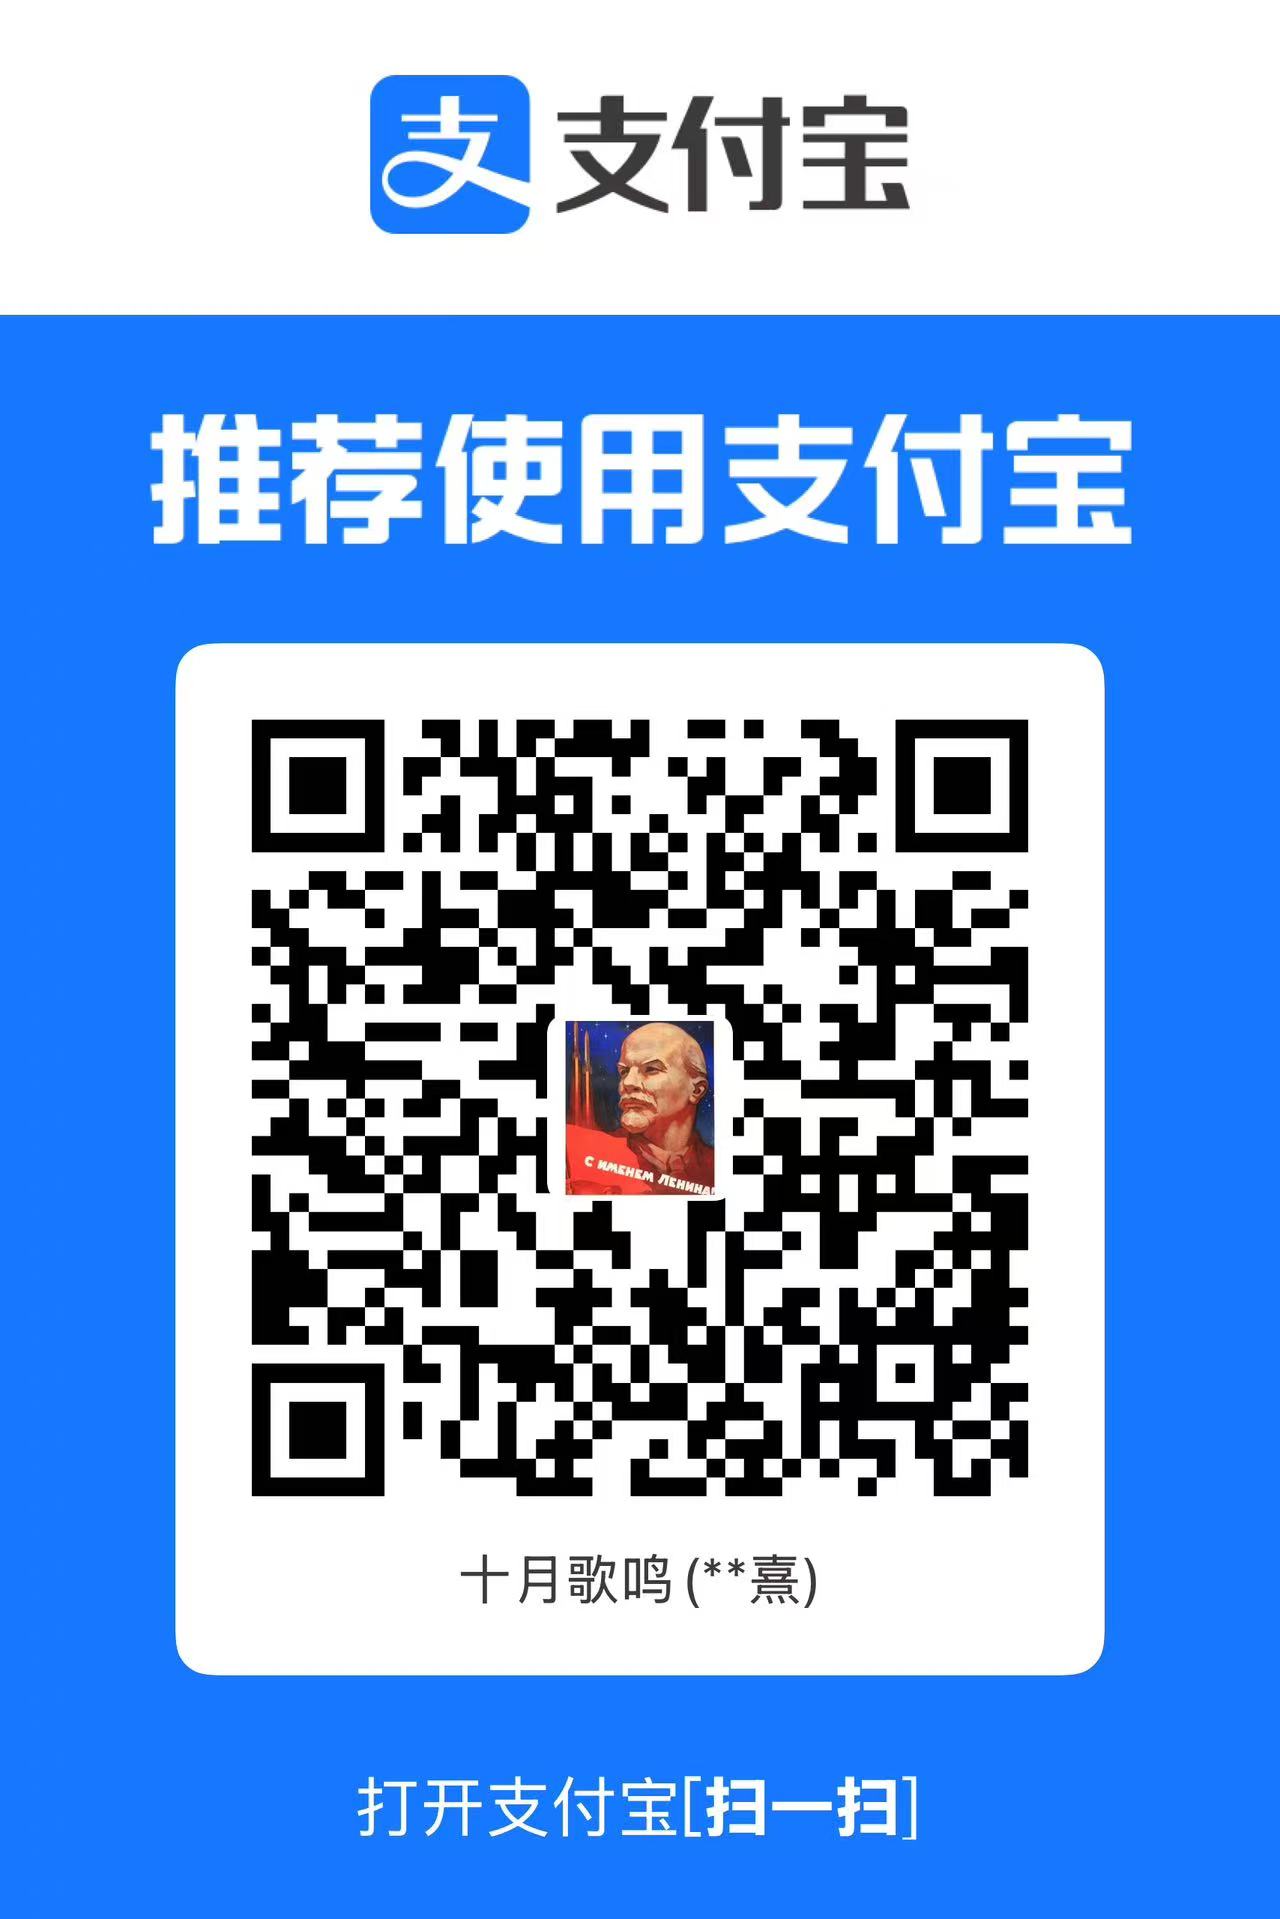 支 支付宝
推荐使用支付宝
С ИМЕНЕМ ЛЕНИНА
十月歌鸣 (**熹)
打开支付宝[扫一扫]